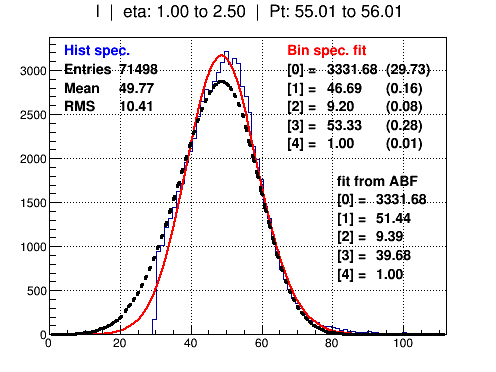 I | eta: 1.00 to 2.50 | Pt: 55.01 to 56.01
Hist spec.
Entries 71498
Mean 49.77
RMS 10.41
Bin spec. fit
[0] = 3331.68 (29.73)
[1] = 46.69 (0.16)
[2] = 9.20 (0.08)
[3] = 53.33 (0.28)
[4] = 1.00 (0.01)
fit from ABF
[0] = 3331.68
[1] = 51.44
[2] = 9.39
[3] = 39.68
[4] = 1.00
3000
2500
2000
1500
1000
500
0
0 20 40 60 80 100